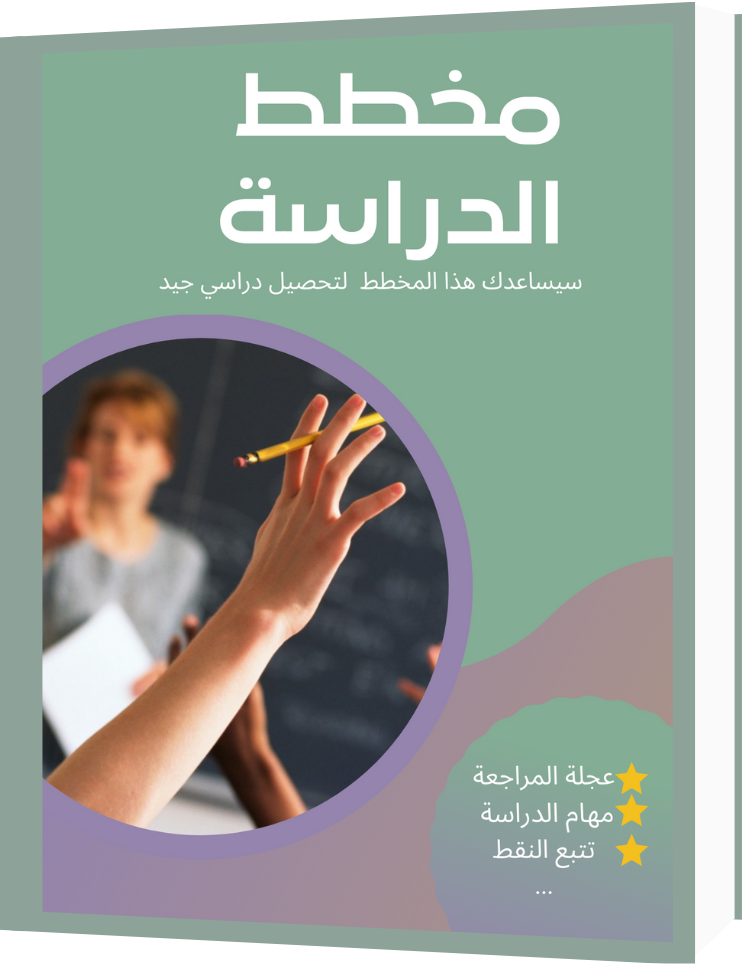 مخطط
الدراسة
سيساعدك هذا المخطط لتحصيل دراسي جيد
عجلة المراجعة
مهام الدراسة
تتبع النقط
...